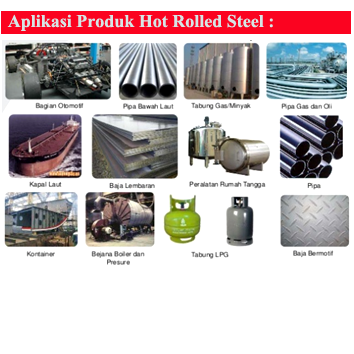 Aplikasi Produk Hot Rolled Steel :
Bagian Otomotif
Pipa Bawah Laut
Tabung Gas/Minyak
Pipa Gas dan Oli
Kapal Laut
Baja Lembaran
Peralatan Rumah Tangga
Pipa
Kontainer
Bejana Boiler dan
Presure
Tabung LPG
Baja Bermotif